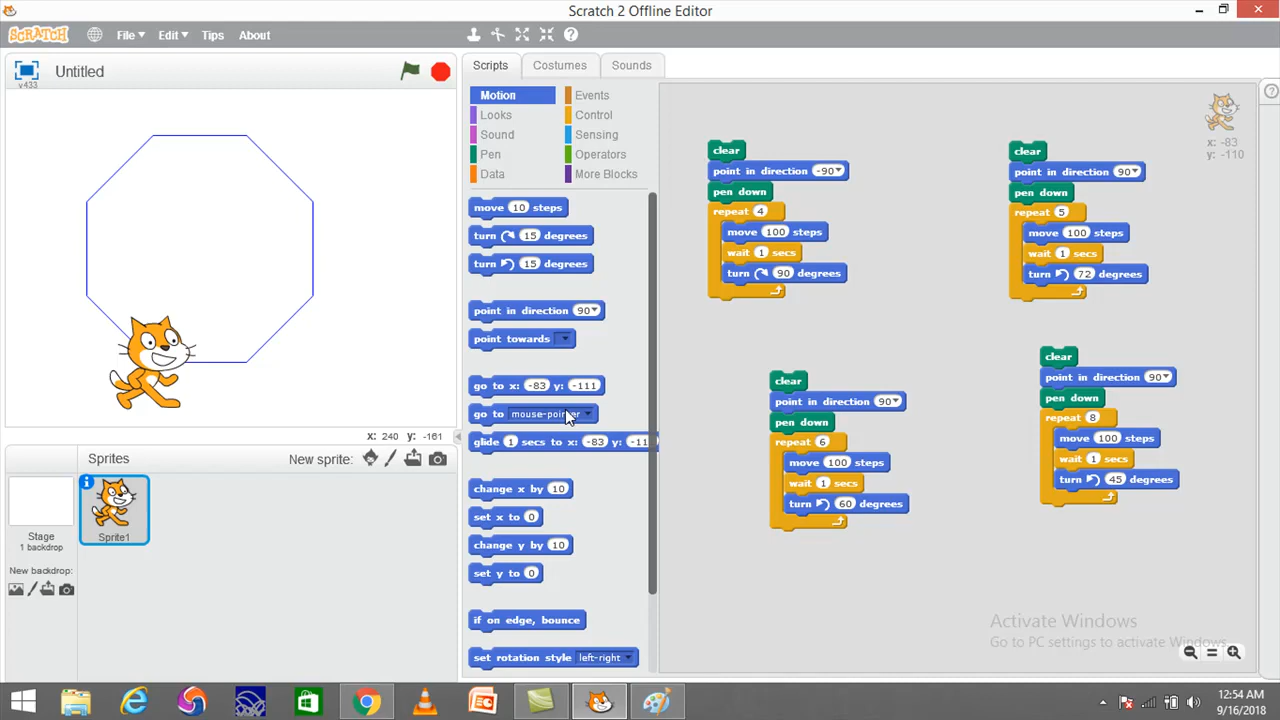 Scratch 2 Offline Editor
SCRATCH File Edit Tips About
v433
Untitled
Scripts Costumes Sounds
Motion Events
Looks Control
Sound Sensing
Pen Operators
Data More Blocks
move 10 steps
turn 15 degrees
turn 15 degrees
point in direction 90
point towards
go to x: -83 y: -111
go to mouse-pointer
glide 1 secs to x: -83 y: -11
change x by 10
set x to 0
change y by 10
set y to 0
if on edge, bounce
set rotation style left-right
clear
point in direction -90
pen down
repeat 4
move 100 steps
wait 1 secs
turn 90 degrees
clear
point in direction 90
pen down
repeat 5
move 100 steps
wait 1 secs
turn 72 degrees
clear
point in direction 90
pen down
repeat 6
move 100 steps
wait 1 secs
turn 60 degrees
clear
point in direction 90
pen down
repeat 8
move 100 steps
wait 1 secs
turn 45 degrees
x: -83
y: -110
x: 240 y: -161
Sprites New sprite:
Stage
1 backdrop
New backdrop:
Sprite1
Activate Windows
Go to PC settings to activate Windows.
12:54 AM
9/16/2018